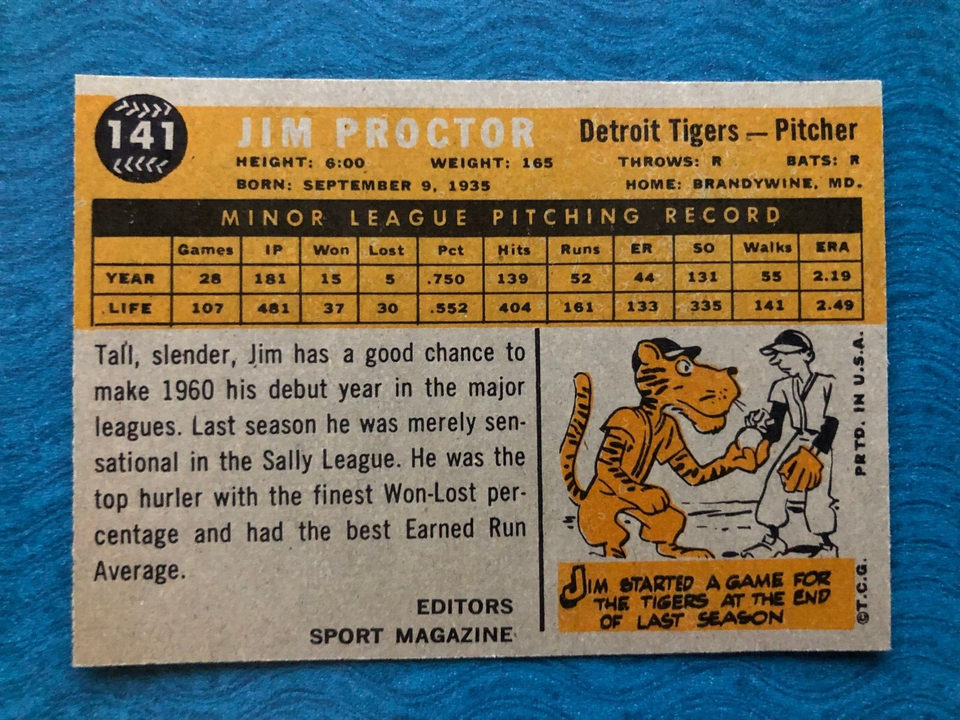 141
JIM PROCTOR Detroit Tigers — Pitcher
HEIGHT: 6:00 WEIGHT: 165 THROWS: R BATS: R
BORN: SEPTEMBER 9, 1935 HOME: BRANDYWINE, MD.
MINOR LEAGUE PITCHING RECORD
Games IP Won Lost Pct Hits Runs ER SO Walks ERA
YEAR 28 181 15 5 .750 139 52 44 131 55 2.19
LIFE 107 481 37 30 .552 404 161 133 335 141 2.49
Tall, slender, Jim has a good chance to
make 1960 his debut year in the major
leagues. Last season he was merely sen-
sational in the Sally League. He was the
top hurler with the finest Won-Lost per-
centage and had the best Earned Run
Average.
EDITORS
SPORT MAGAZINE
JIM STARTED A GAME FOR
THE TIGERS AT THE END
OF LAST SEASON
©T.C.G. PRTD. IN U.S.A.